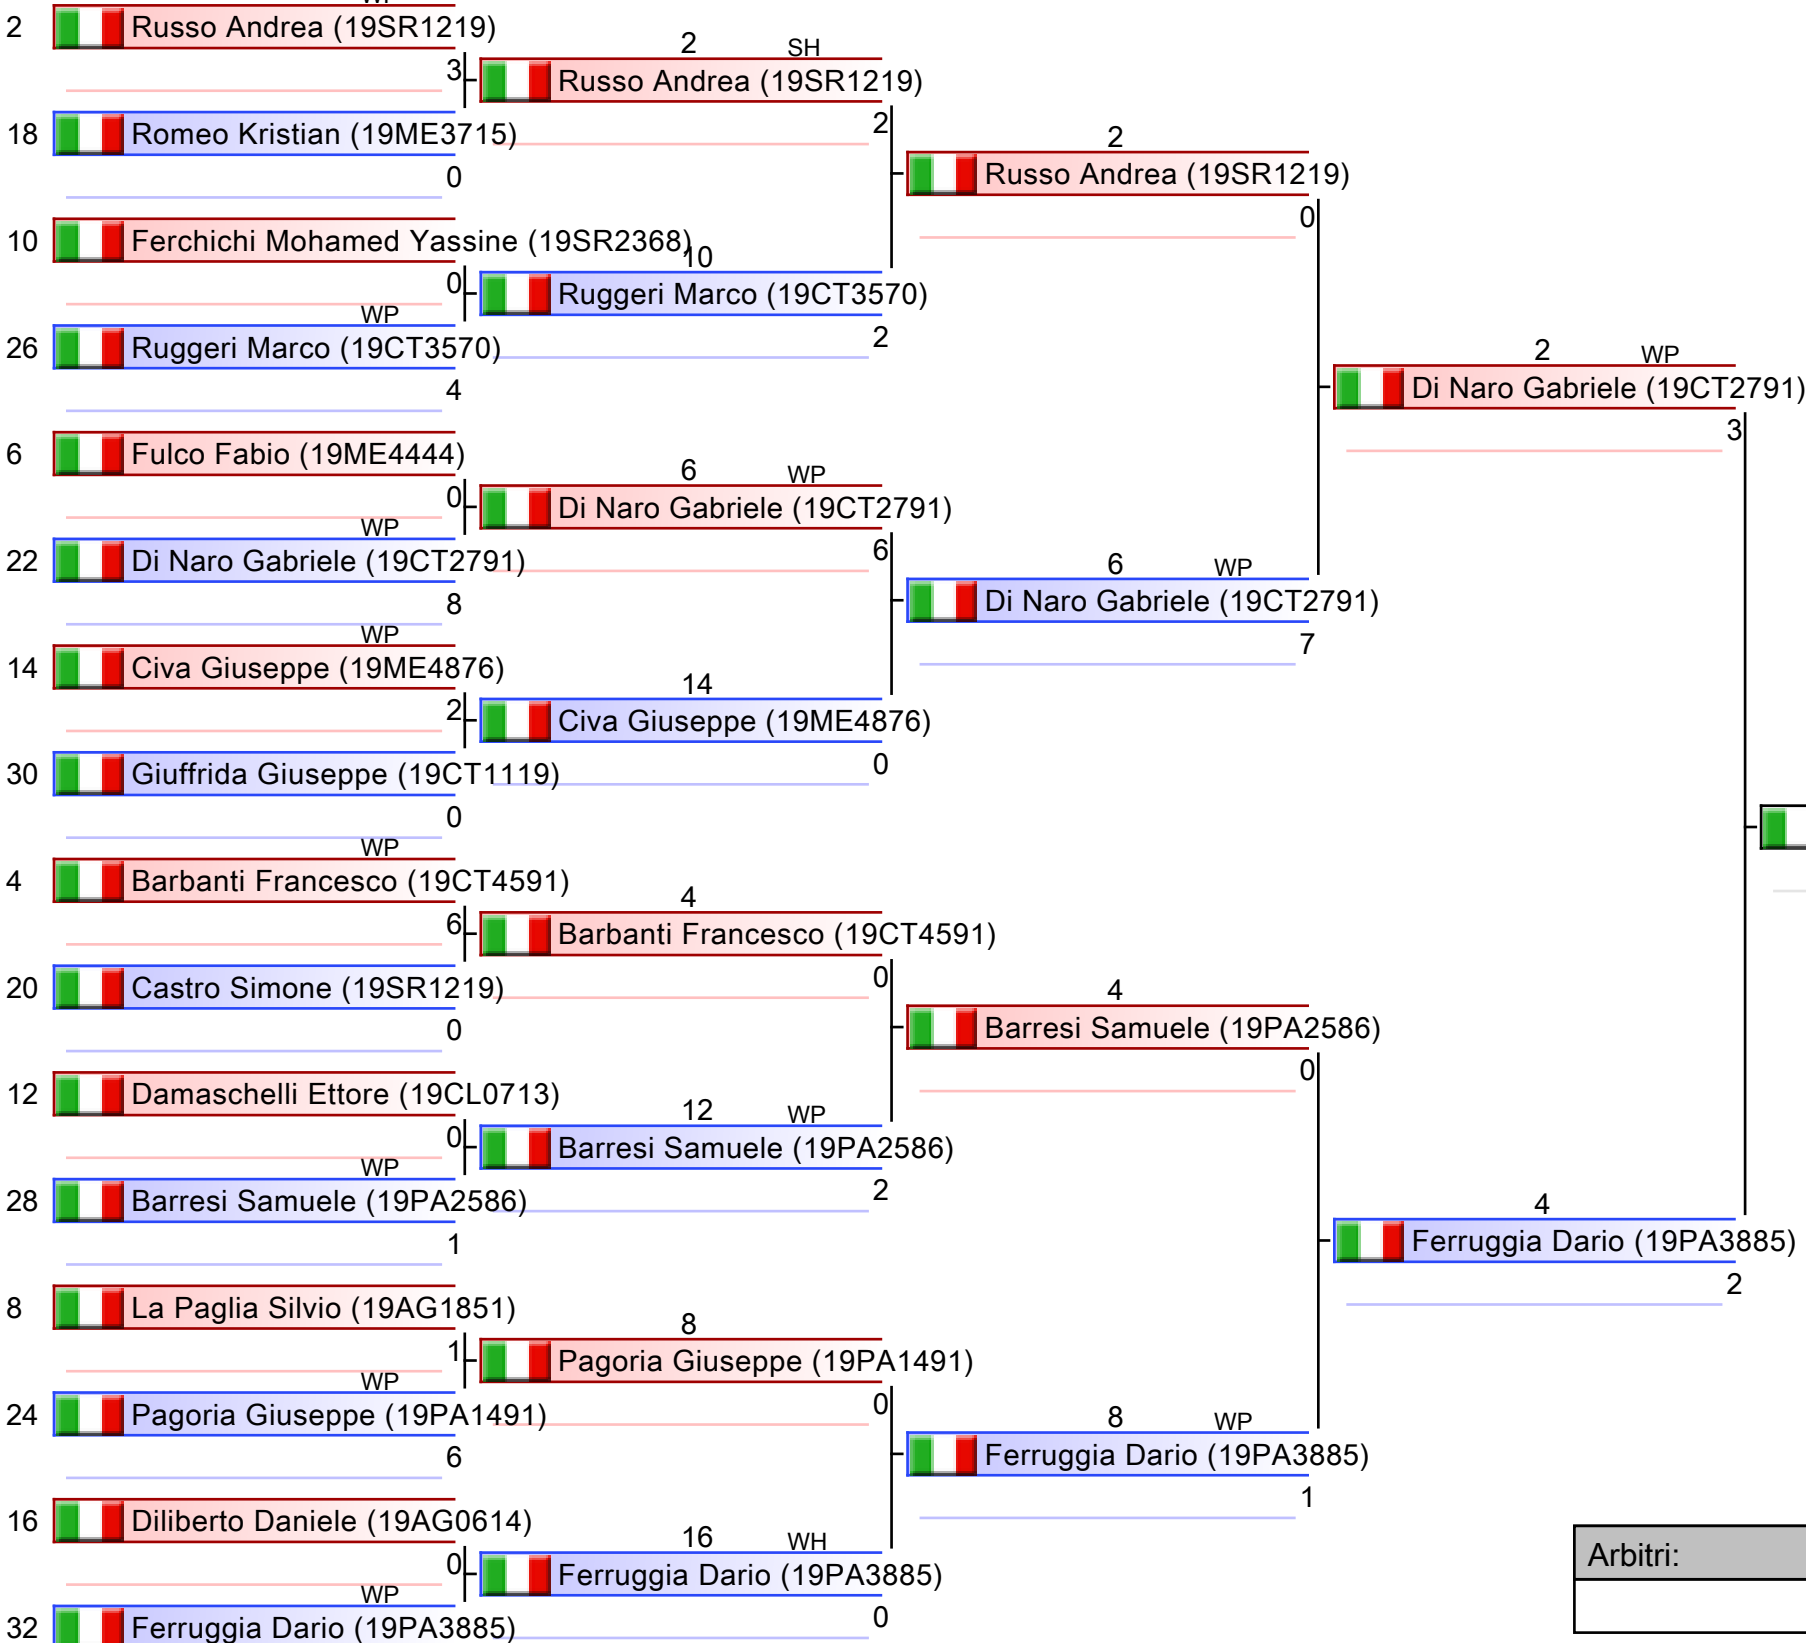 WP
2 Russo Andrea (19SR1219)
3
18 Romeo Kristian (19ME3715)
0
10 Ferchichi Mohamed Yassine (19SR2368)
0
WP
26 Ruggeri Marco (19CT3570)
4
6 Fulco Fabio (19ME4444)
0
WP
22 Di Naro Gabriele (19CT2791)
8
WP
14 Civa Giuseppe (19ME4876)
2
30 Giuffrida Giuseppe (19CT1119)
0
WP
4 Barbanti Francesco (19CT4591)
6
20 Castro Simone (19SR1219)
0
12 Damaschelli Ettore (19CL0713)
0
WP
28 Barresi Samuele (19PA2586)
1
8 La Paglia Silvio (19AG1851)
1
WP
24 Pagoria Giuseppe (19PA1491)
6
16 Diliberto Daniele (19AG0614)
0
WP
32 Ferruggia Dario (19PA3885)
2 SH
Russo Andrea (19SR1219)
2
10
Ruggeri Marco (19CT3570)
2
6 WP
Di Naro Gabriele (19CT2791)
6
14
Civa Giuseppe (19ME4876)
0
4
Barbanti Francesco (19CT4591)
0
12 WP
Barresi Samuele (19PA2586)
2
8
Pagoria Giuseppe (19PA1491)
0
16 WH
Ferruggia Dario (19PA3885)
0
2
Russo Andrea (19SR1219)
0
6 WP
Di Naro Gabriele (19CT2791)
7
4
Barresi Samuele (19PA2586)
0
8 WP
Ferruggia Dario (19PA3885)
1
2 WP
Di Naro Gabriele (19CT2791)
3
4
Ferruggia Dario (19PA3885)
2
Arbitri: